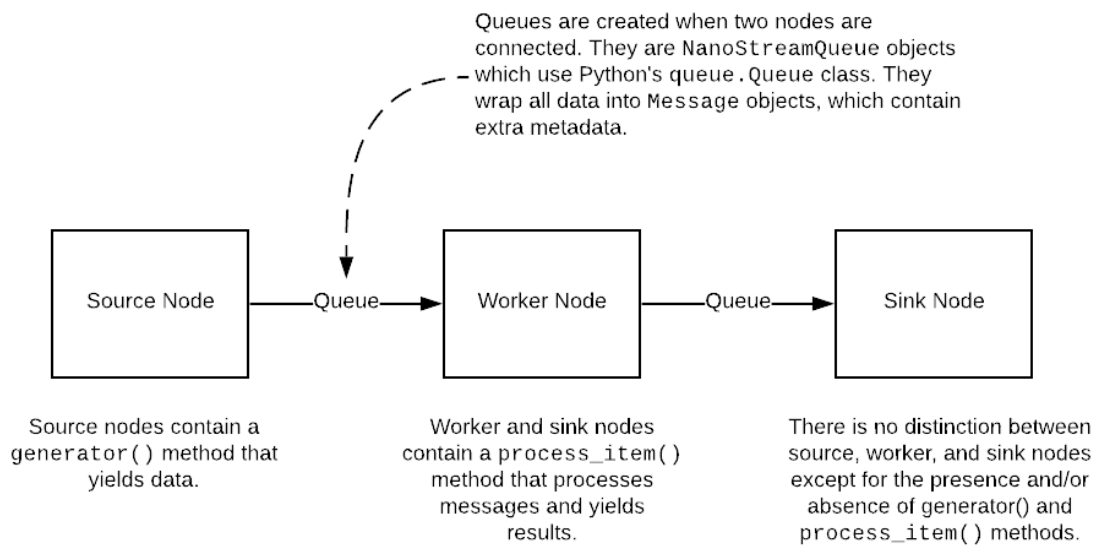 Queues are created when two nodes are
connected. They are NanoStreamQueue objects
which use Python's queue.Queue class. They
wrap all data into Message objects, which contain
extra metadata.
Source Node
Queue
Worker Node
Queue
Sink Node
Source nodes contain a
generator() method that
yields data.
Worker and sink nodes
contain a process_item()
method that processes
messages and yields
results.
There is no distinction between
source, worker, and sink nodes
except for the presence and/or
absence of generator() and
process_item() methods.